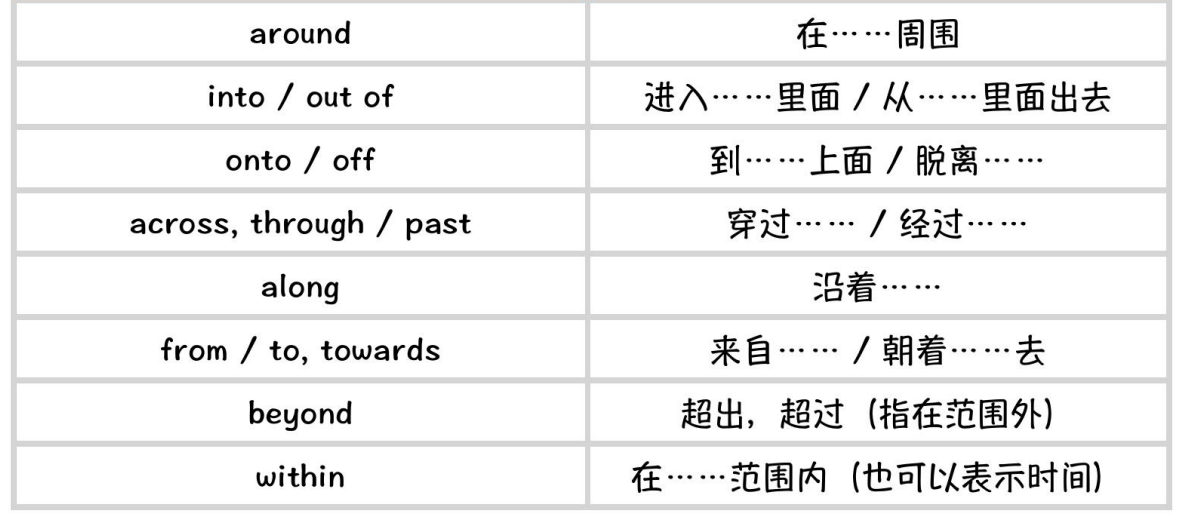 around 在……周围
into / out of 进入……里面 / 从……里面出去
onto / off 到……上面 / 脱离……
across, through / past 穿过…… / 经过……
along 沿着……
from / to, towards 来自…… / 朝着……去
beyond 超出，超过（指在范围外）
within 在……范围内（也可以表示时间）